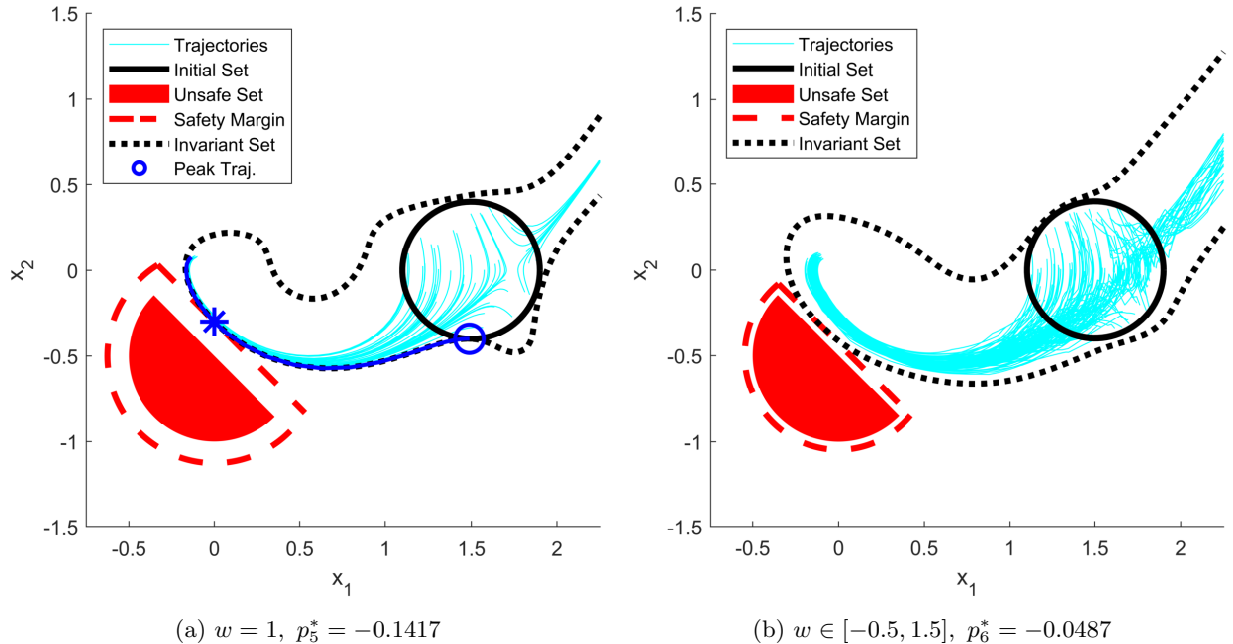 1.5
1
0.5
0
-0.5
-1
-1.5
x2
Trajectories
Initial Set
Unsafe Set
Safety Margin
Invariant Set
Peak Traj.
-0.5 0 0.5 1 1.5 2
x1
(a) w = 1, p*5 = −0.1417
1.5
1
0.5
0
-0.5
-1
-1.5
x2
Trajectories
Initial Set
Unsafe Set
Safety Margin
Invariant Set
-0.5 0 0.5 1 1.5 2
x1
(b) w ∈ [−0.5, 1.5], p*6 = −0.0487